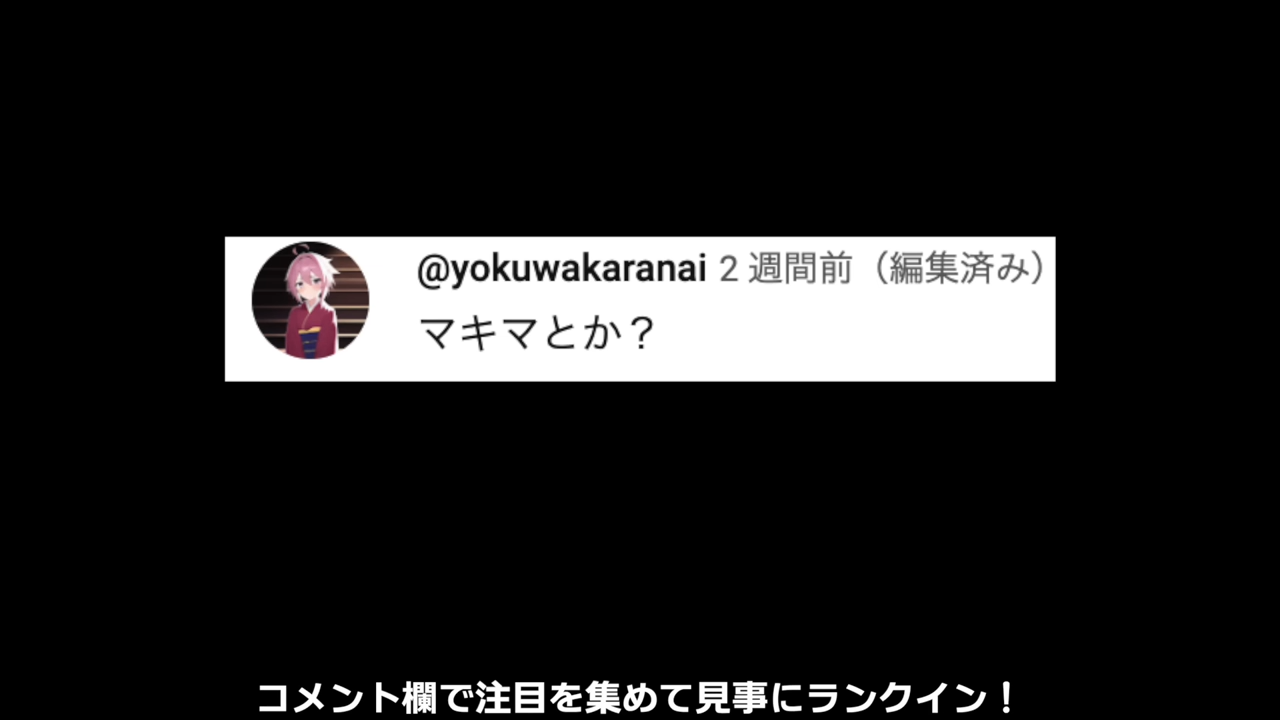 @yokuwakaranai 2 週間前（編集済み）
マキマとか？
コメント欄で注目を集めて見事にランクイン！